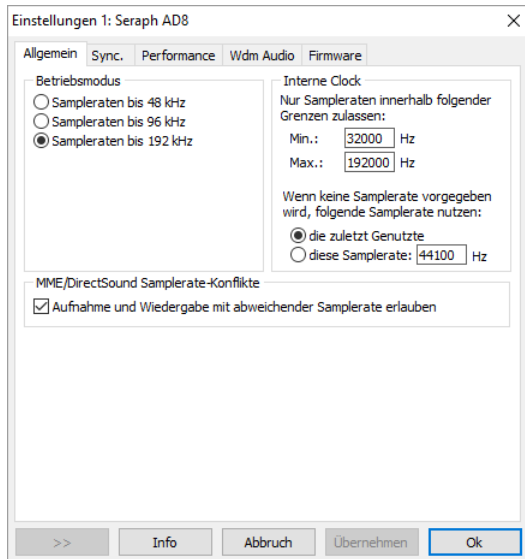 Einstellungen 1: Seraph AD8
Allgemein Sync. Performance Wdm Audio Firmware
Betriebsmodus
Sampleraten bis 48 kHz
Sampleraten bis 96 kHz
Sampleraten bis 192 kHz
Interne Clock
Nur Sampleraten innerhalb folgender
Grenzen zulassen:
Min.: 32000 Hz
Max.: 192000 Hz
Wenn keine Samplerate vorgegeben
wird, folgende Samplerate nutzen:
die zuletzt Genutzte
diese Samplerate: 44100 Hz
MME/DirectSound Samplerate-Konflikte
Aufnahme und Wiedergabe mit abweichender Samplerate erlauben
>> Info Abbruch Übernehmen Ok